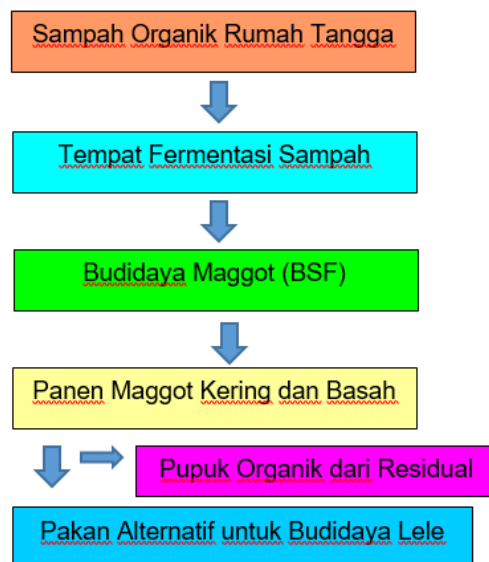 Sampah Organik Rumah Tangga
Tempat Fermentasi Sampah
Budidaya Maggot (BSF)
Panen Maggot Kering dan Basah
Pupuk Organik dari Residual
Pakan Alternatif untuk Budidaya Lele